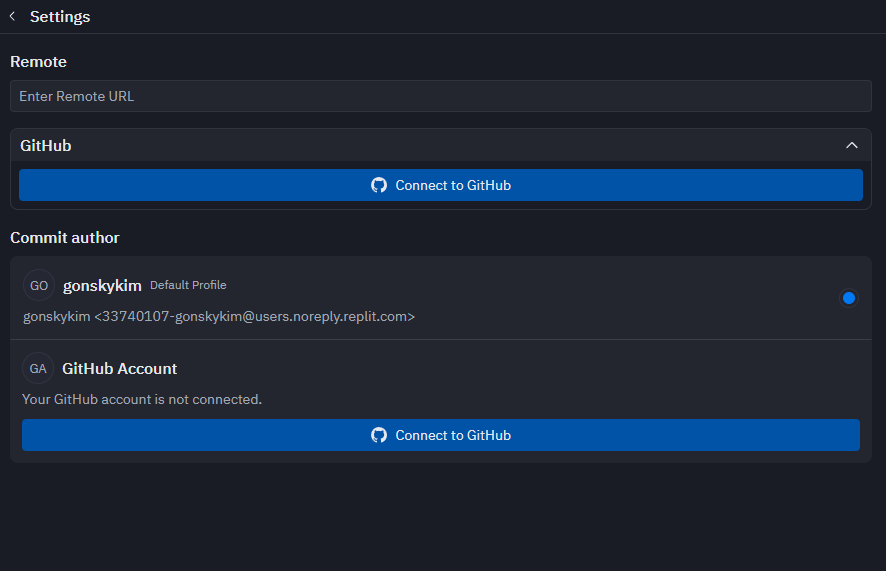 Settings
Remote
Enter Remote URL
GitHub
Connect to GitHub
Commit author
GO gonskykim Default Profile
gonskykim <33740107-gonskykim@users.noreply.replit.com>
GA GitHub Account
Your GitHub account is not connected.
Connect to GitHub